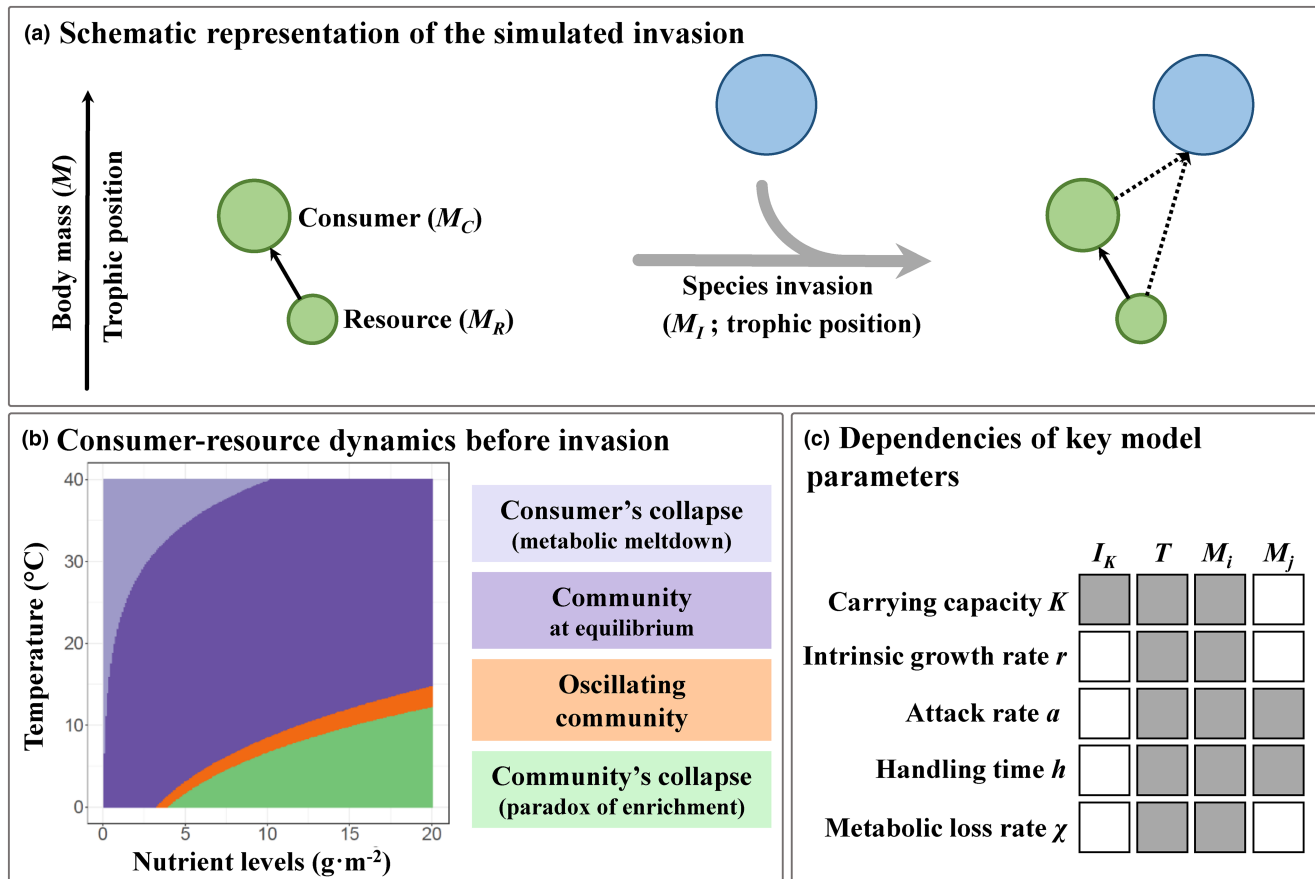 (a) Schematic representation of the simulated invasion
Body mass (M)
Trophic position
Consumer (M_C)
Resource (M_R)
Species invasion
(M_I ; trophic position)
(b) Consumer-resource dynamics before invasion
Temperature (°C)
40
30
20
10
0
0 5 10 15 20
Nutrient levels (g·m⁻²)
Consumer’s collapse
(metabolic meltdown)
Community
at equilibrium
Oscillating
community
Community’s collapse
(paradox of enrichment)
(c) Dependencies of key model
parameters
I_K T M_i M_j
Carrying capacity K
Intrinsic growth rate r
Attack rate a
Handling time h
Metabolic loss rate χ